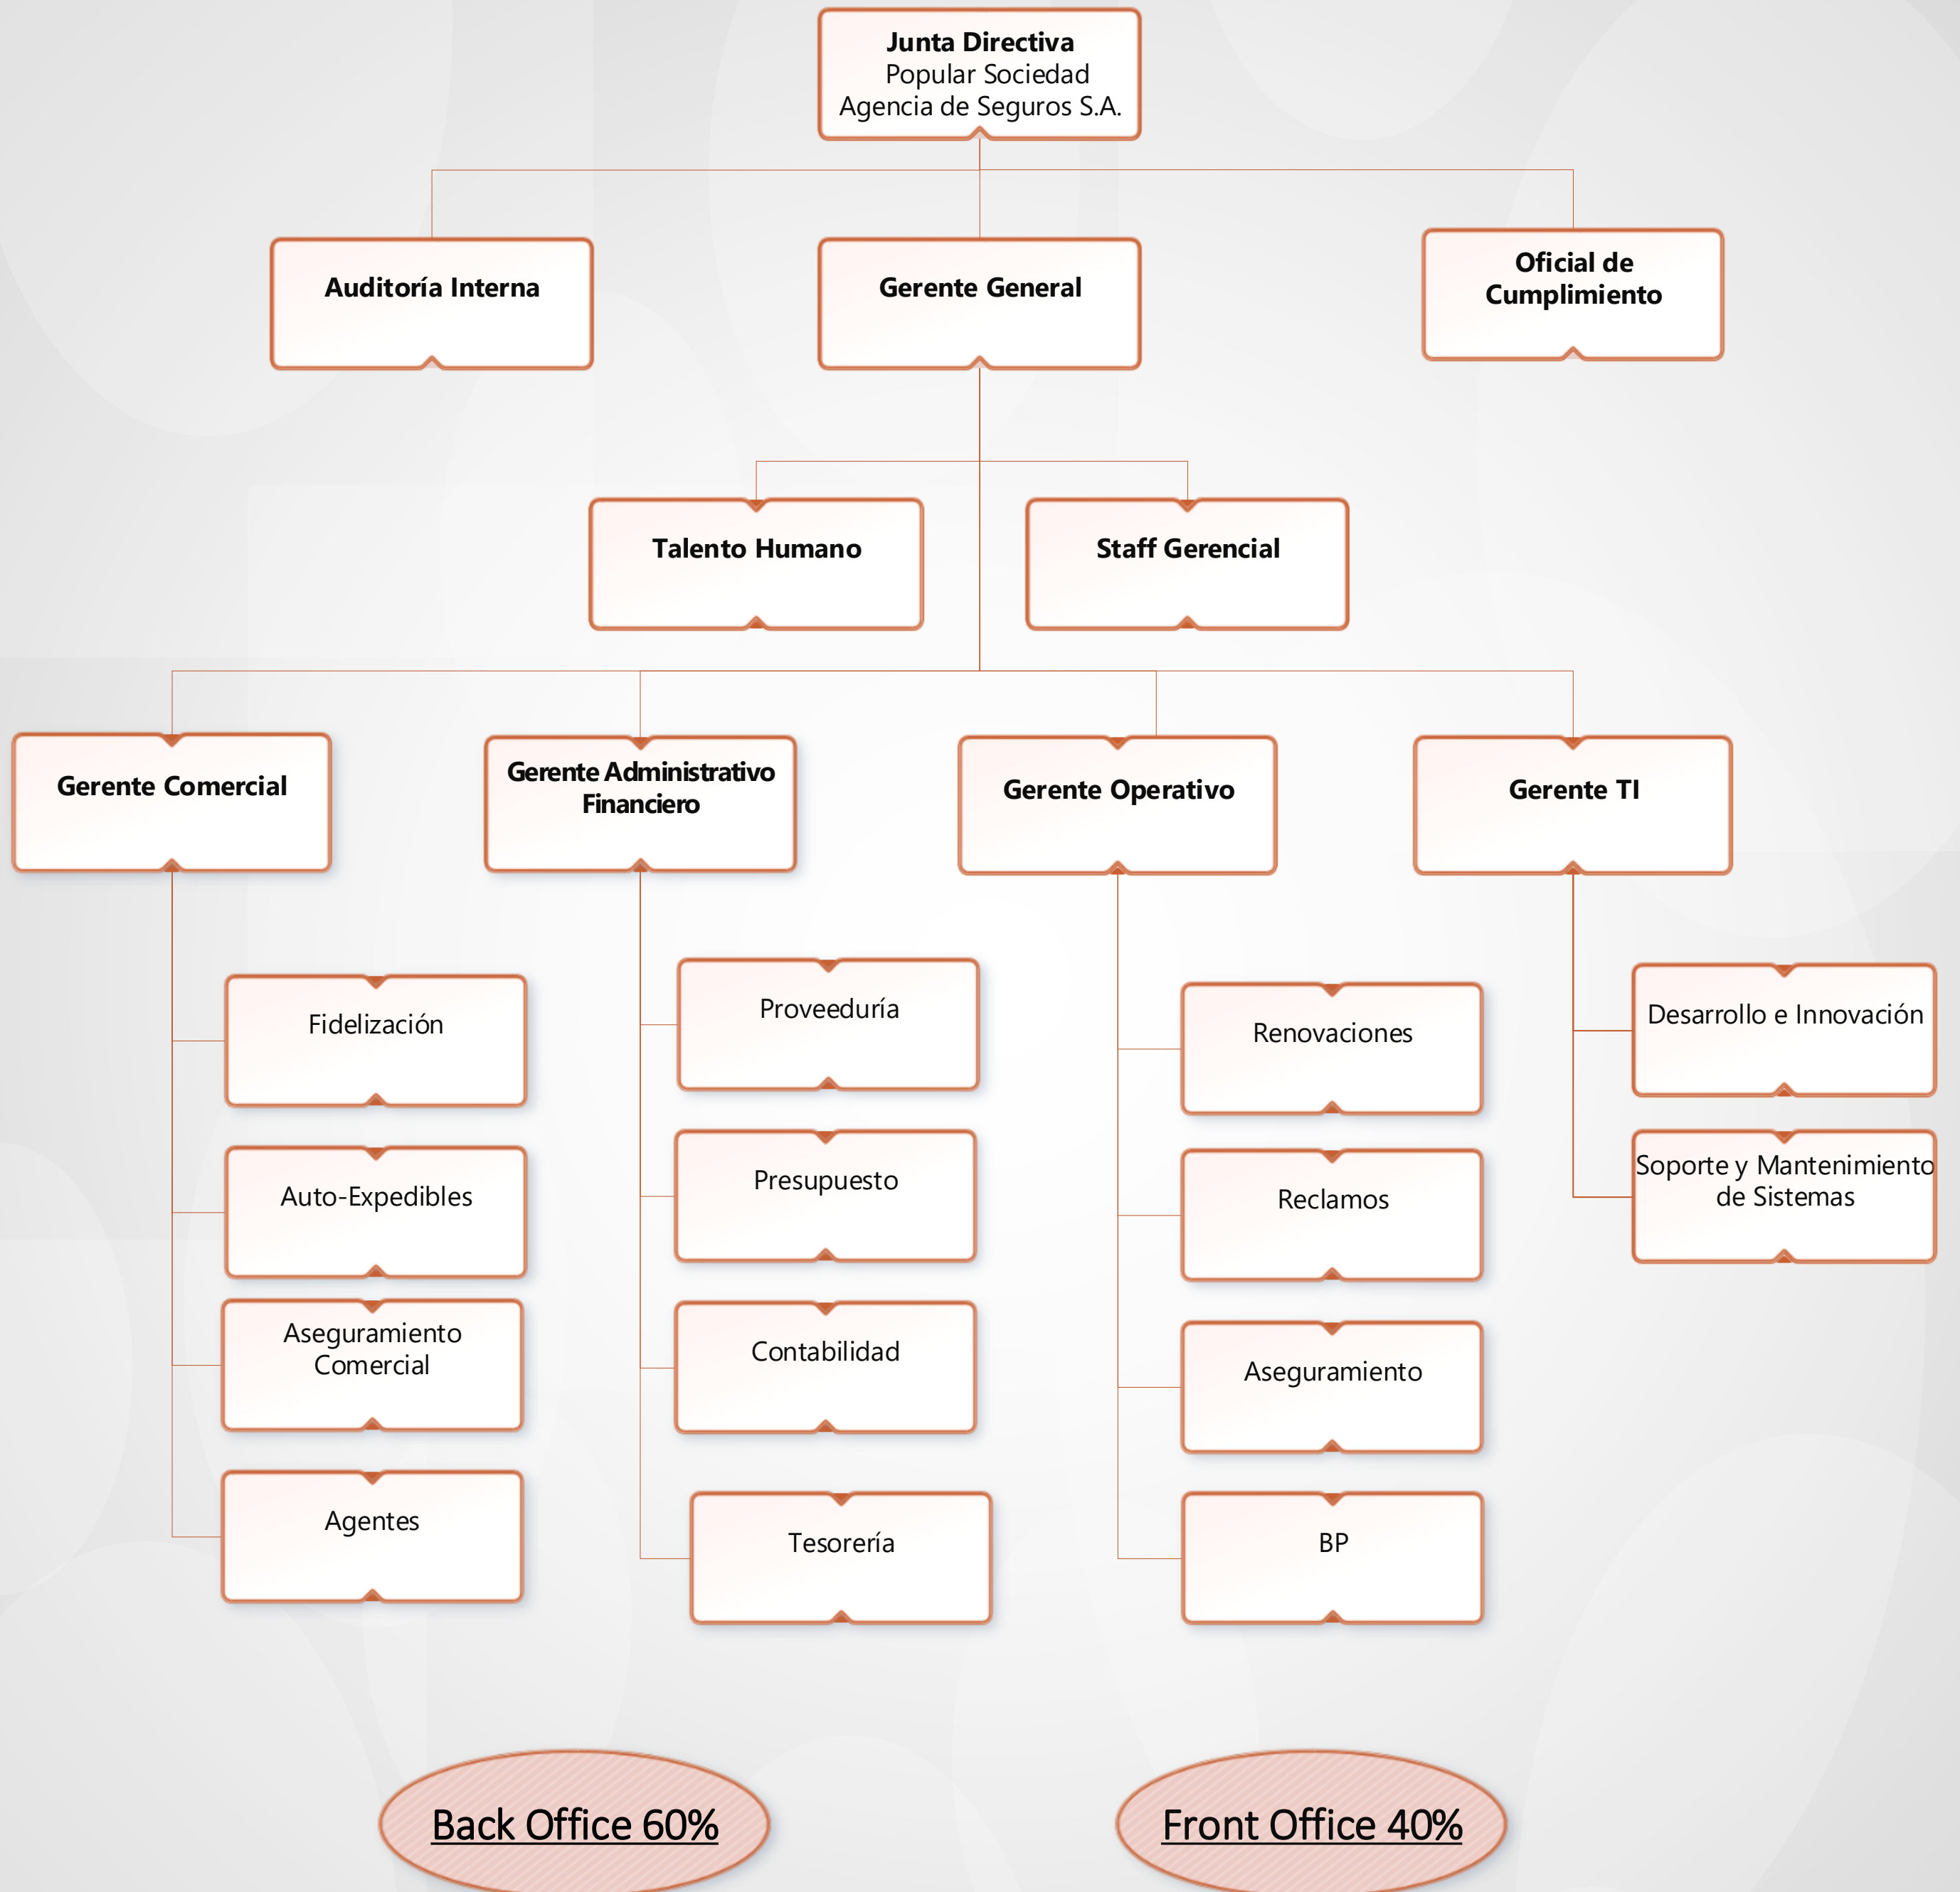 Junta Directiva
Popular Sociedad
Agencia de Seguros S.A.
Auditoría Interna
Gerente General
Oficial de
Cumplimiento
Talento Humano
Staff Gerencial
Gerente Comercial
Gerente Administrativo
Financiero
Gerente Operativo
Gerente TI
Fidelización
Auto-Expedibles
Aseguramiento
Comercial
Agentes
Proveeduría
Presupuesto
Contabilidad
Tesorería
Renovaciones
Reclamos
Aseguramiento
BP
Desarrollo e Innovación
Soporte y Mantenimiento
de Sistemas
Back Office 60%
Front Office 40%